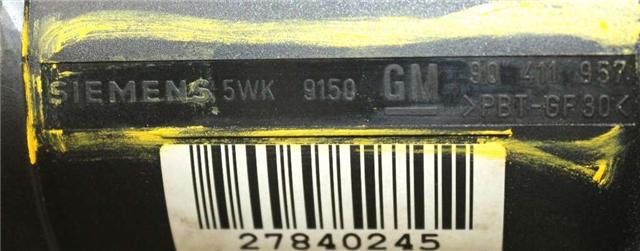 SIEMENS 5WK 9150 GM 90 411 957
>PBT-GF30<
27840245